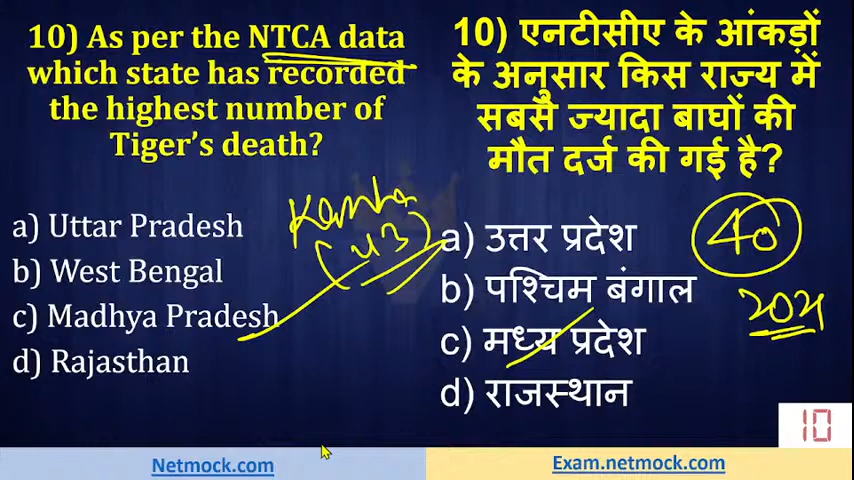 10) As per the NTCA data
which state has recorded
the highest number of
Tiger's death?
a) Uttar Pradesh
b) West Bengal
c) Madhya Pradesh
d) Rajasthan
10) एनटीसीए के आंकड़ों
के अनुसार किस राज्य में
सबसे ज्यादा बाघों की
मौत दर्ज की गई है?
a) उत्तर प्रदेश
b) पश्चिम बंगाल
c) मध्य प्रदेश
d) राजस्थान
(43)
40
2021
10
Netmock.com
Exam.netmock.com